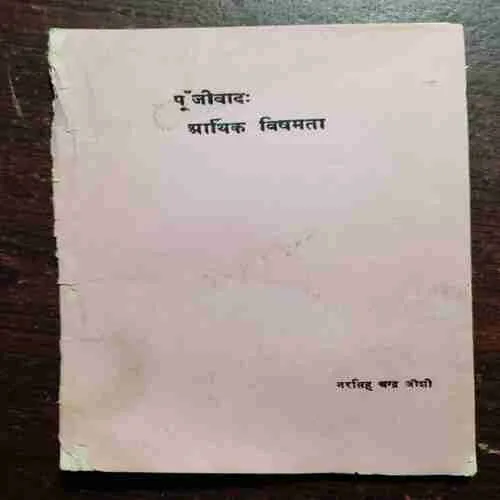 पूँजीवादः
आर्थिक विषमता
नरसिंह चन्द्र जोशी